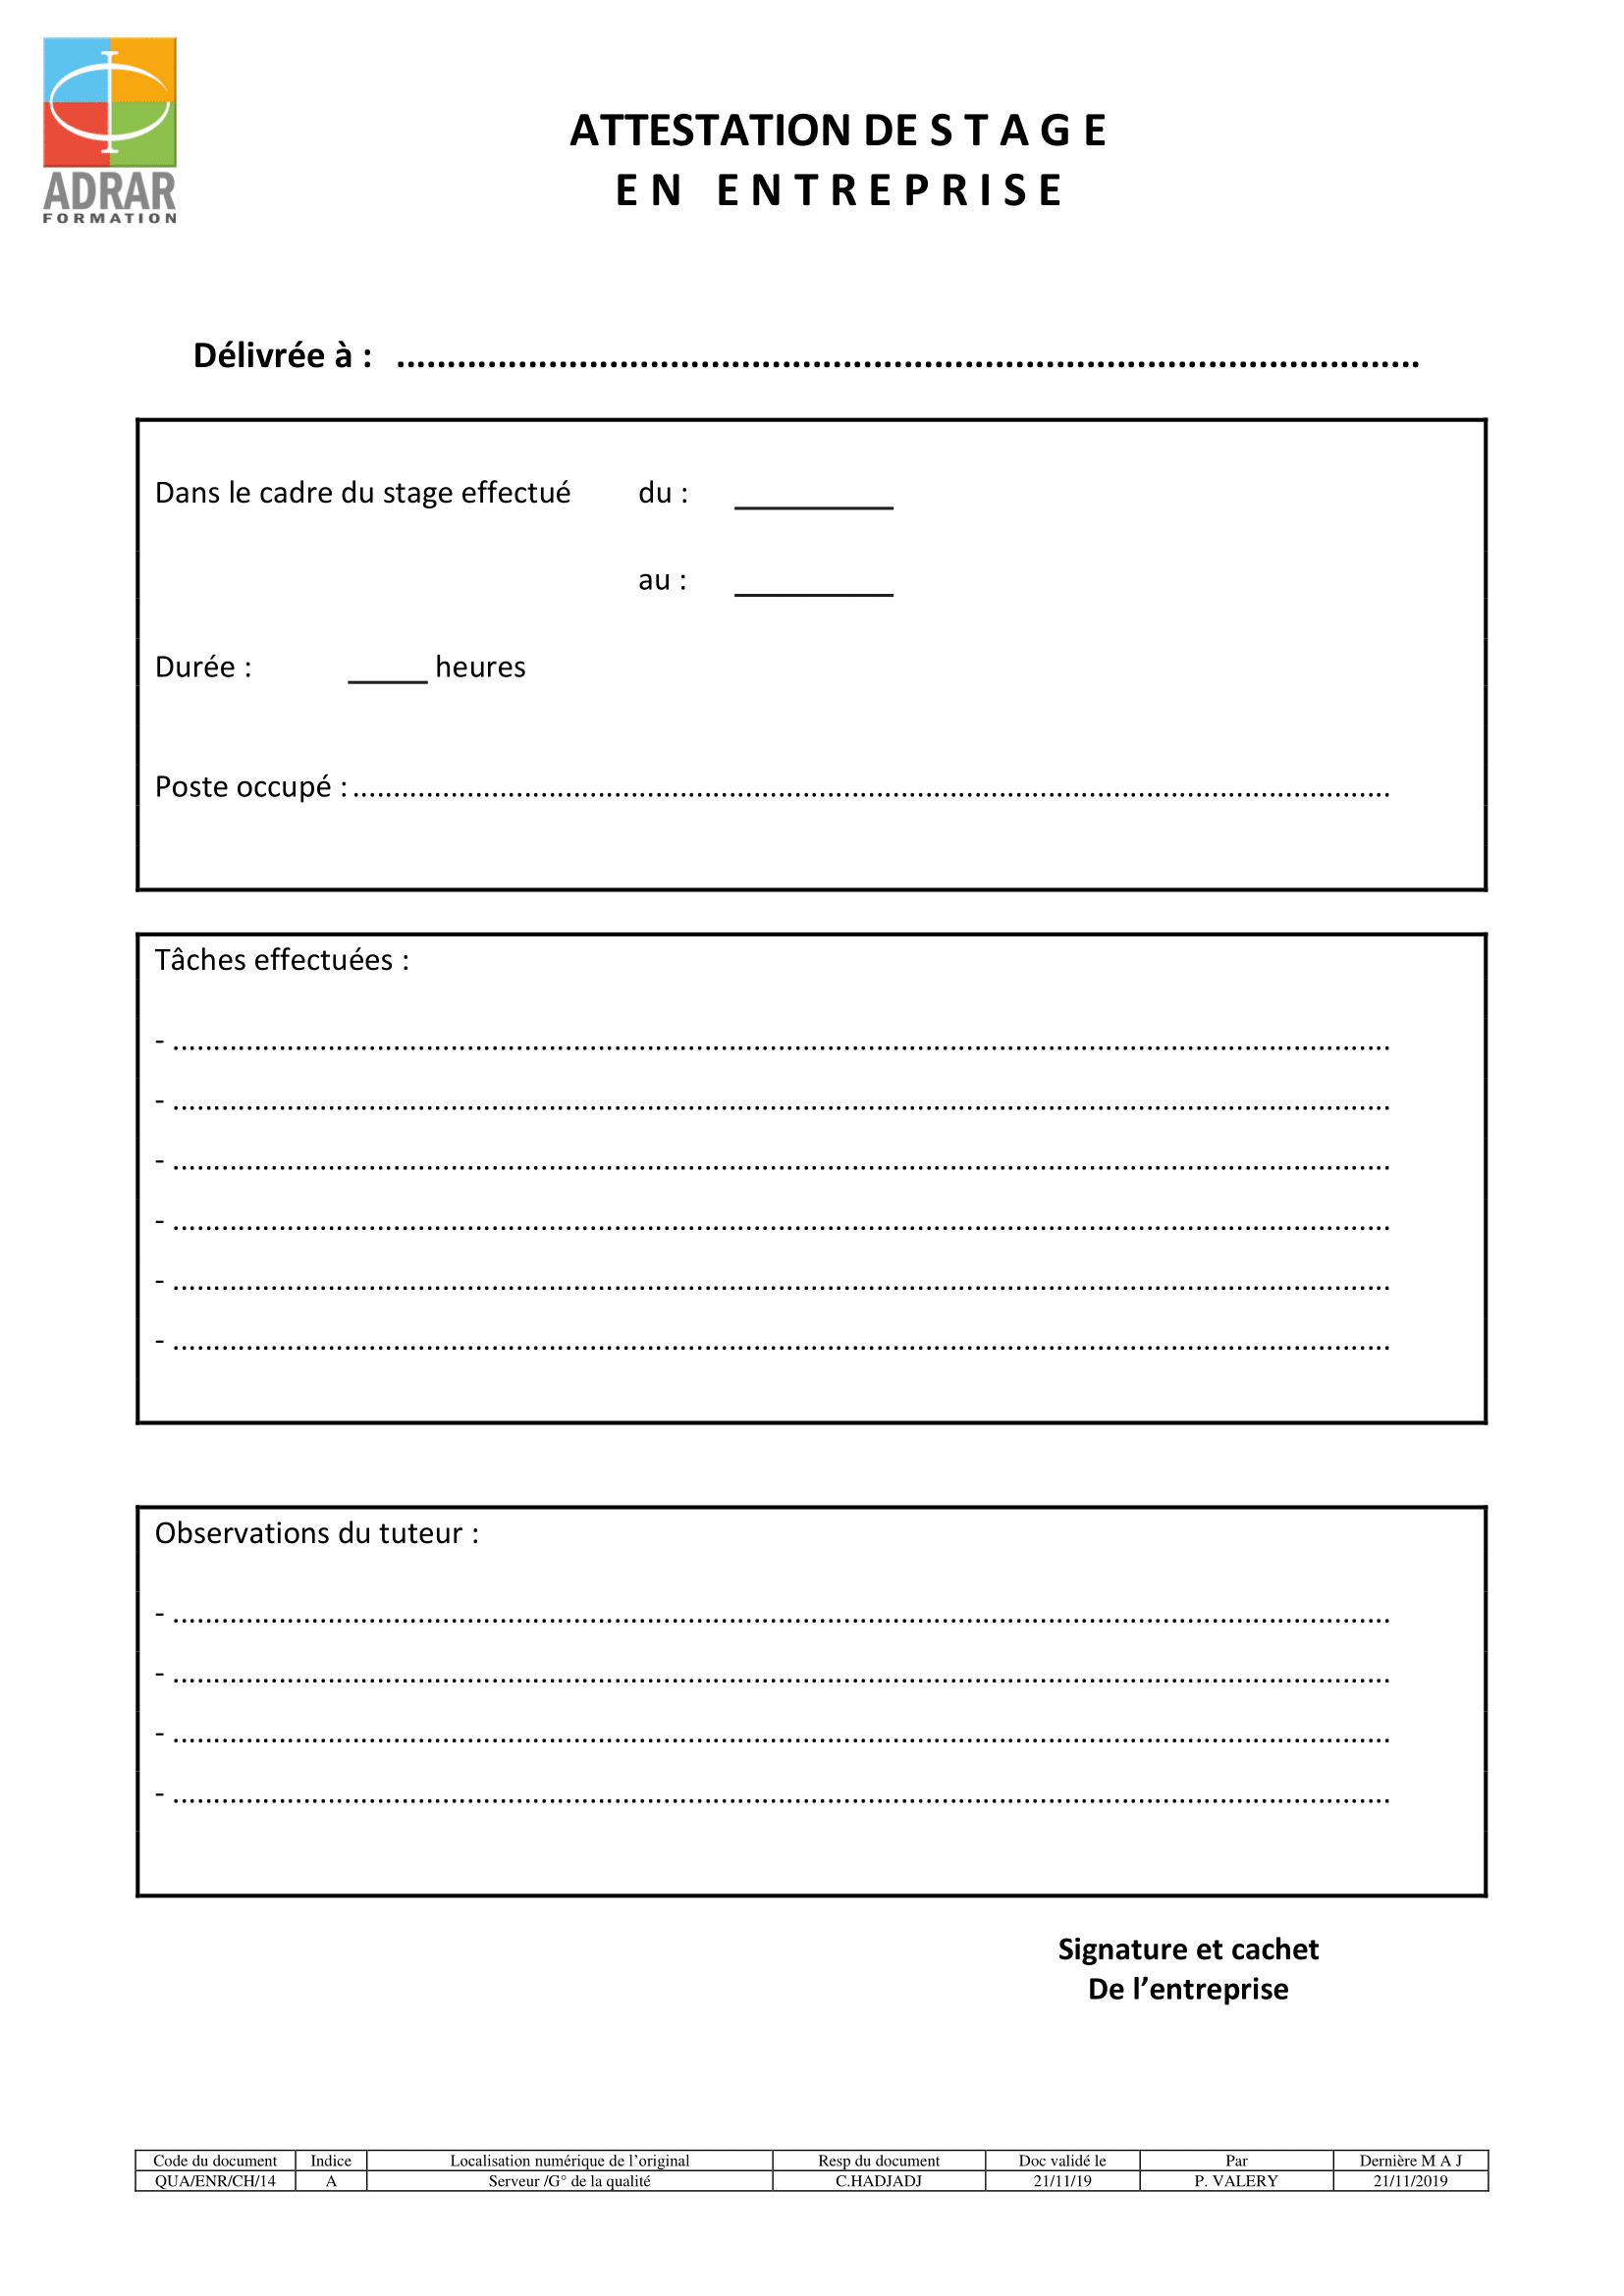 ADRAR
FORMATION
ATTESTATION DE S T A G E
E N   E N T R E P R I S E
Délivrée à : ....................................................................................................
Dans le cadre du stage effectué du : __________
au : __________
Durée : _____ heures
Poste occupé : ....................................................................................................
Tâches effectuées :
- ....................................................................................................
- ....................................................................................................
- ....................................................................................................
- ....................................................................................................
- ....................................................................................................
- ....................................................................................................
Observations du tuteur :
- ....................................................................................................
- ....................................................................................................
- ....................................................................................................
- ....................................................................................................
Signature et cachet
De l’entreprise
Code du document Indice Localisation numérique de l’original Resp du document Doc validé le Par Dernière M A J
QUA/ENR/CH/14 A Serveur /G° de la qualité C.HADJADJ 21/11/19 P. VALERY 21/11/2019